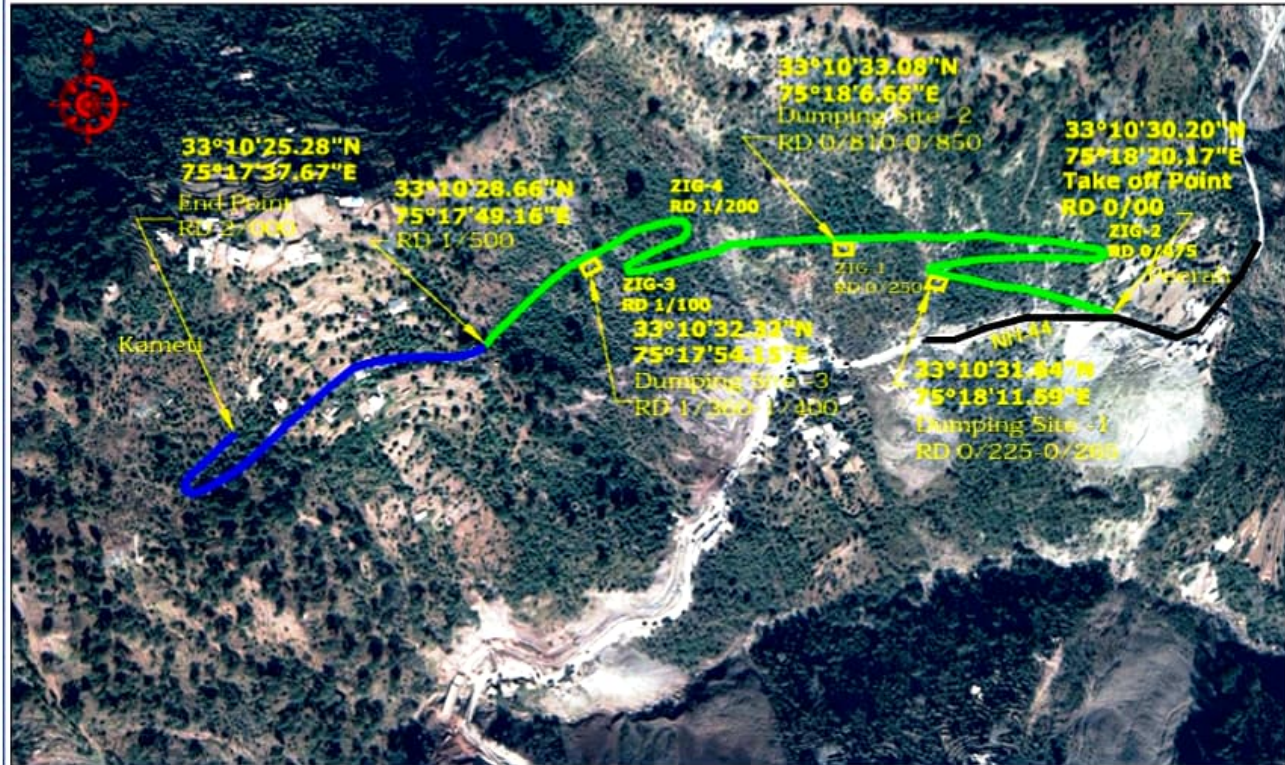 33°10'33.08"N
75°18'6.65"E
Dumping Site -2
RD 0/810-0/850
33°10'30.20"N
75°18'20.17"E
Take off Point
RD 0/00
ZIG-2
RD 0/475
33°10'25.28"N
75°17'37.67"E
End Point
RD 2/000
33°10'28.66"N
75°17'49.16"E
RD 1/500
ZIG-4
RD 1/200
ZIG-1
RD 0/250
ZIG-3
RD 1/100
33°10'32.32"N
75°17'54.15"E
Dumping Site -3
RD 1/360-1/400
Kameti
NH-44
33°10'31.64"N
75°18'11.59"E
Dumping Site -1
RD 0/225-0/265